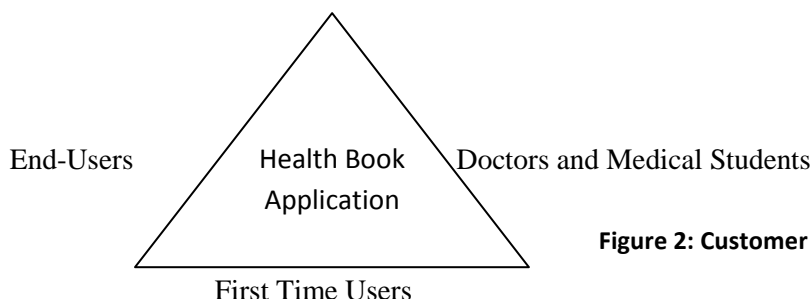 End-Users
Health Book
Application
Doctors and Medical Students
Figure 2: Customer
First Time Users